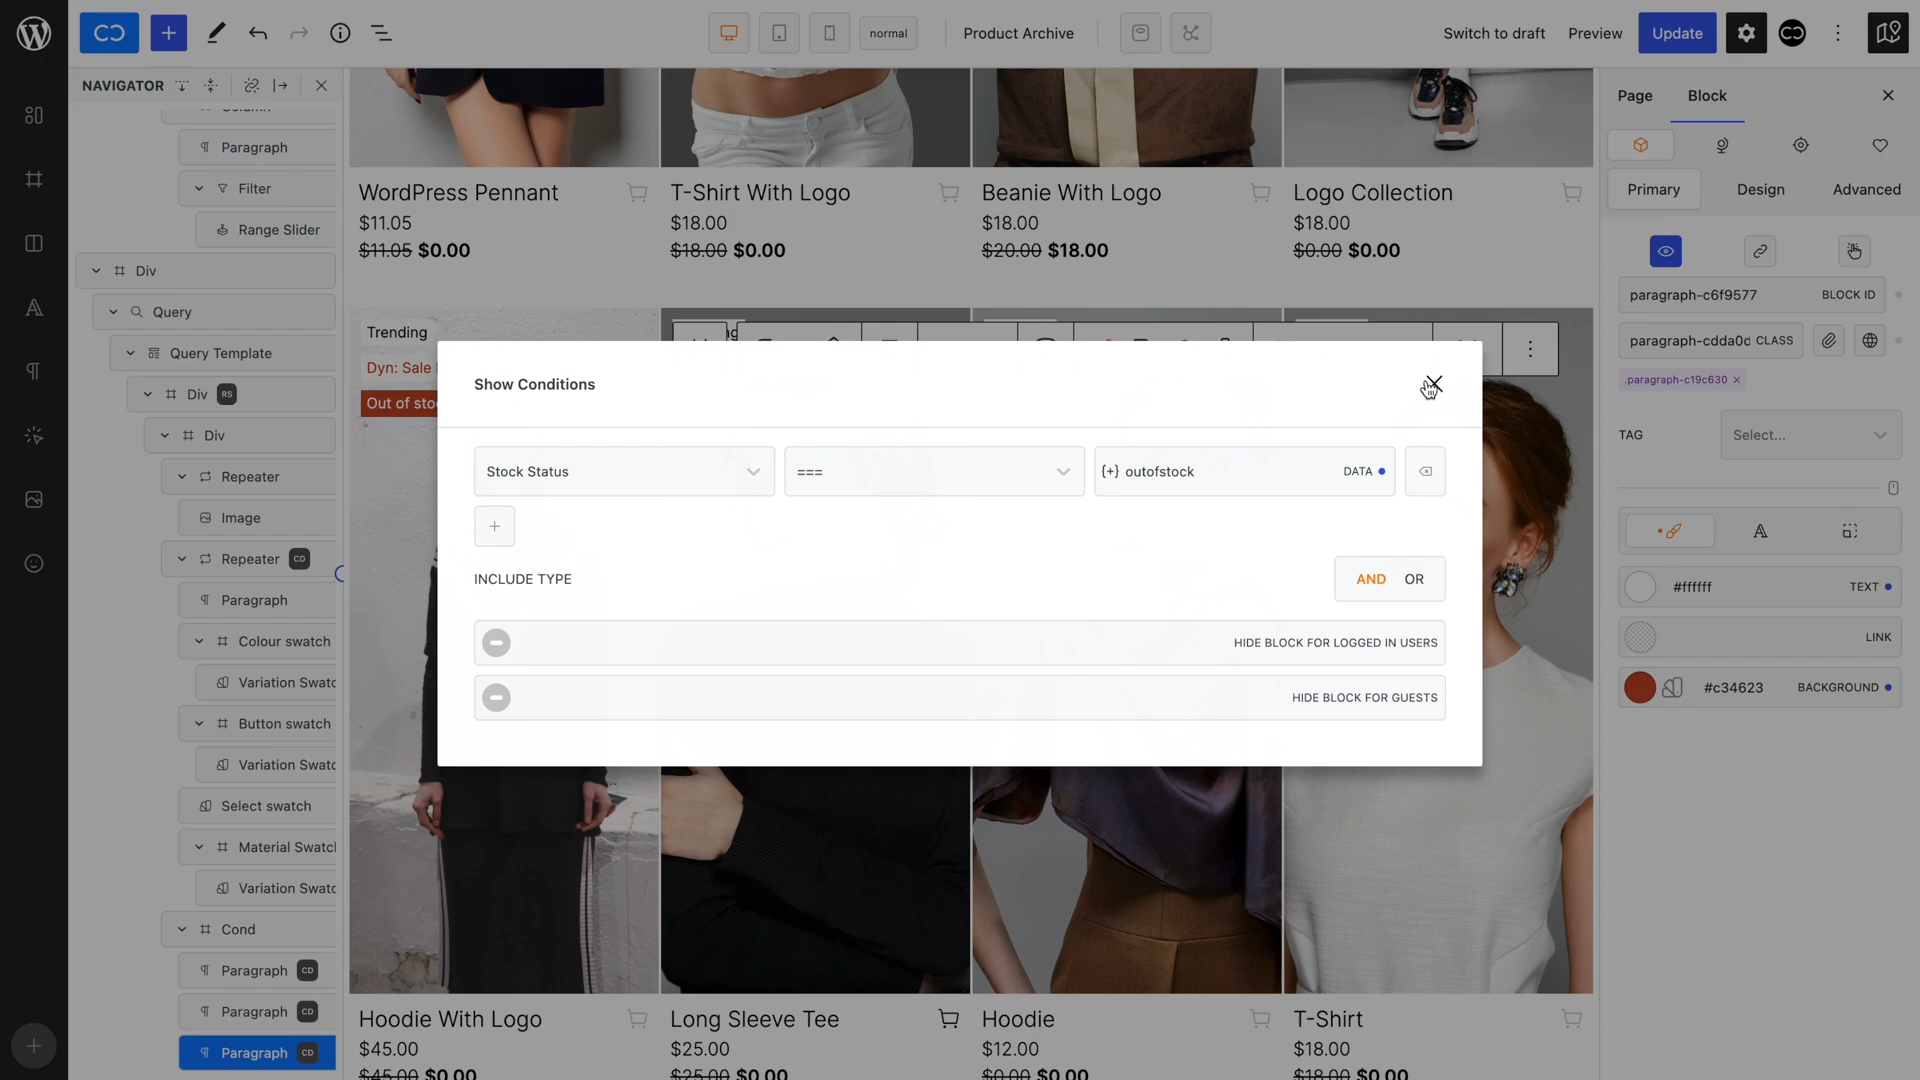 normal
Product Archive
Switch to draft
Preview
Update
NAVIGATOR
Paragraph
Filter
Range Slider
Div
Query
Query Template
Div RS
Div
Repeater
Image
Repeater CD
Paragraph
Colour swatch
Variation Swatc
Button swatch
Variation Swatc
Select swatch
Material Swatcl
Variation Swatc
Cond
Paragraph CD
Paragraph CD
Paragraph CD
WordPress Pennant
$11.05
$11.05 $0.00
T-Shirt With Logo
$18.00
$18.00 $0.00
Beanie With Logo
$18.00
$20.00 $18.00
Logo Collection
$18.00
$0.00 $0.00
Trending
Dyn: Sale
Out of sto
Show Conditions
Stock Status
===
{+} outofstock DATA
INCLUDE TYPE
AND OR
HIDE BLOCK FOR LOGGED IN USERS
HIDE BLOCK FOR GUESTS
Hoodie With Logo
$45.00
$45.00 $0.00
Long Sleeve Tee
$25.00
$25.00 $0.00
Hoodie
$12.00
$0.00 $0.00
T-Shirt
$18.00
$18.00 $0.00
Page
Block
Primary
Design
Advanced
paragraph-c6f9577 BLOCK ID
paragraph-cdda0d CLASS
.paragraph-c19c630
TAG
Select...
#ffffff TEXT
LINK
#c34623 BACKGROUND